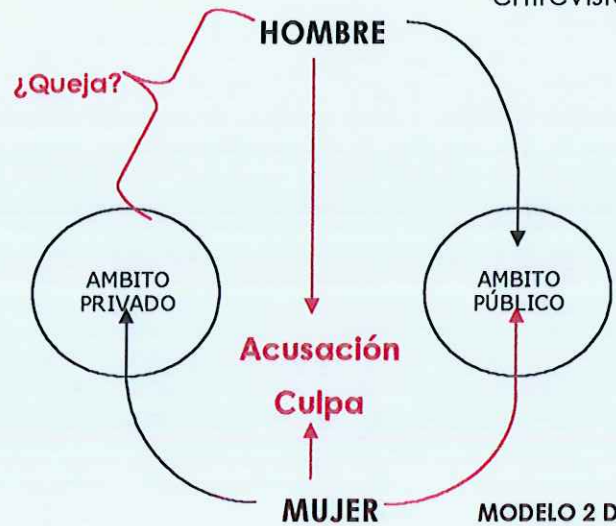 HOMBRE
¿Queja?
AMBITO
PRIVADO
AMBITO
PÚBLICO
Acusación
Culpa
MUJER
MODELO 2 D